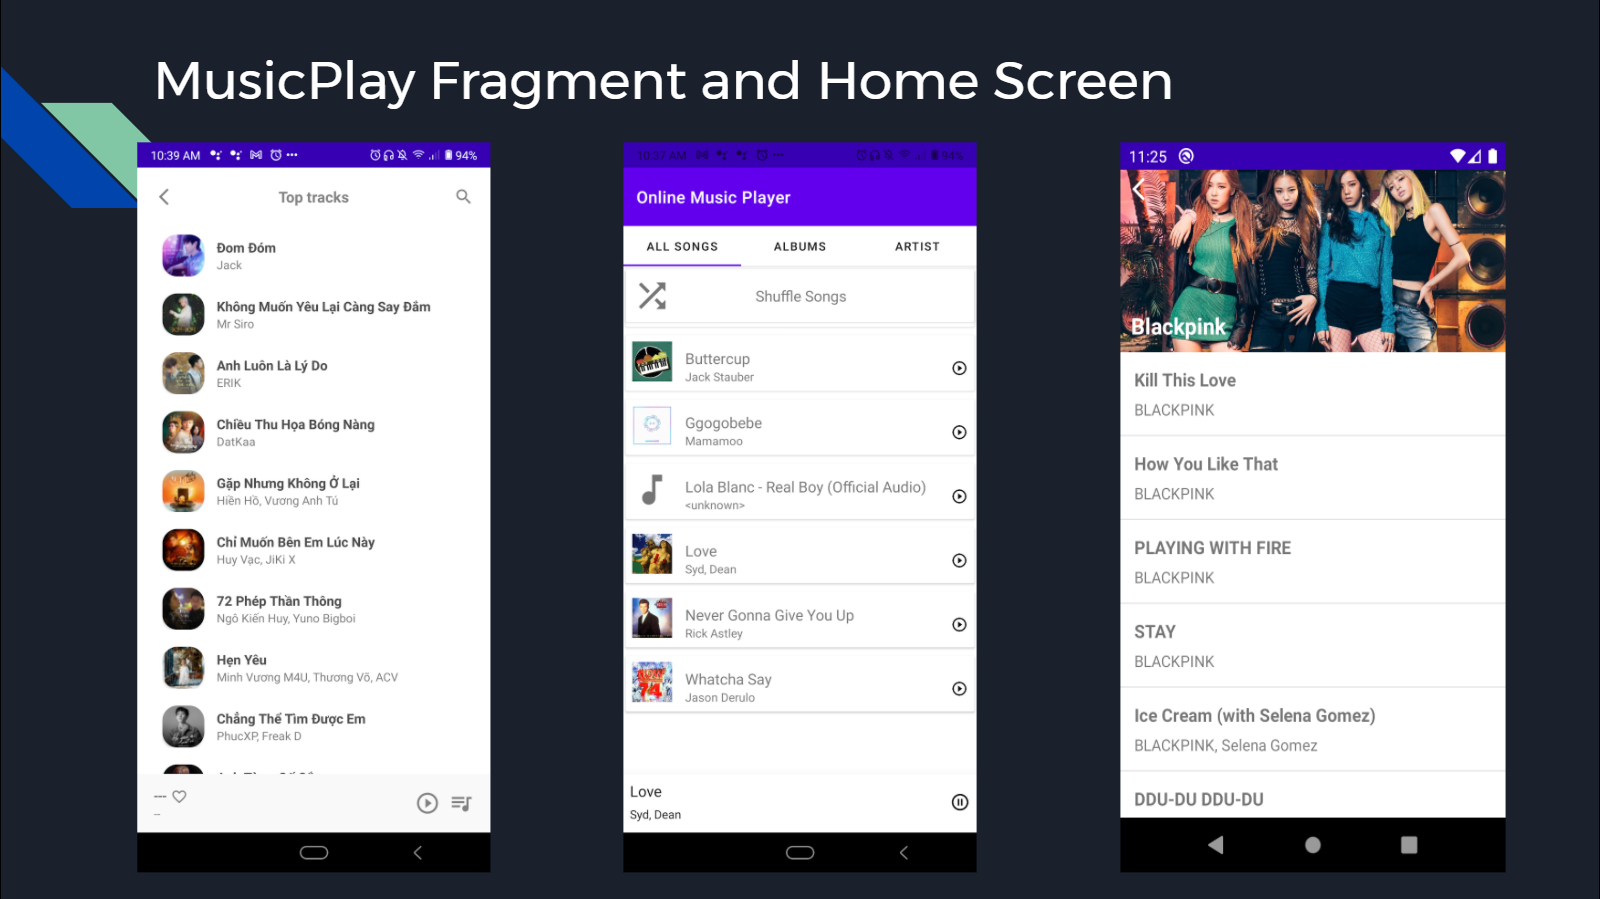 MusicPlay Fragment and Home Screen
10:39 AM
94%
Top tracks
Đom Đóm
Jack
Không Muốn Yêu Lại Càng Say Đắm
Mr Siro
Anh Luôn Là Lý Do
ERIK
Chiều Thu Họa Bóng Nàng
DatKaa
Gặp Nhưng Không Ở Lại
Hiền Hồ, Vương Anh Tú
Chỉ Muốn Bên Em Lúc Này
Huy Vạc, JiKi X
72 Phép Thần Thông
Ngô Kiến Huy, Yuno Bigboi
Hẹn Yêu
Minh Vương M4U, Thương Võ, ACV
Chẳng Thể Tìm Được Em
PhucXP, Freak D
---
–
10:37 AM
94%
Online Music Player
ALL SONGS ALBUMS ARTIST
Shuffle Songs
Buttercup
Jack Stauber
Ggogobebe
Mamamoo
Lola Blanc - Real Boy (Official Audio)
<unknown>
Love
Syd, Dean
Never Gonna Give You Up
Rick Astley
Whatcha Say
Jason Derulo
Love
Syd, Dean
11:25
Blackpink
Kill This Love
BLACKPINK
How You Like That
BLACKPINK
PLAYING WITH FIRE
BLACKPINK
STAY
BLACKPINK
Ice Cream (with Selena Gomez)
BLACKPINK, Selena Gomez
DDU-DU DDU-DU